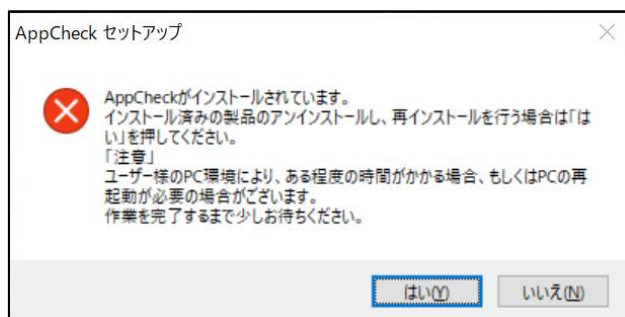 AppCheck セットアップ
AppCheckがインストールされています。
インストール済みの製品のアンインストールし、再インストールを行う場合は「は
い」を押してください。
「注意」
ユーザー様のPC環境により、ある程度の時間がかかる場合、もしくはPCの再
起動が必要の場合がございます。
作業を完了するまで少しお待ちください。
はい(Y) いいえ(N)